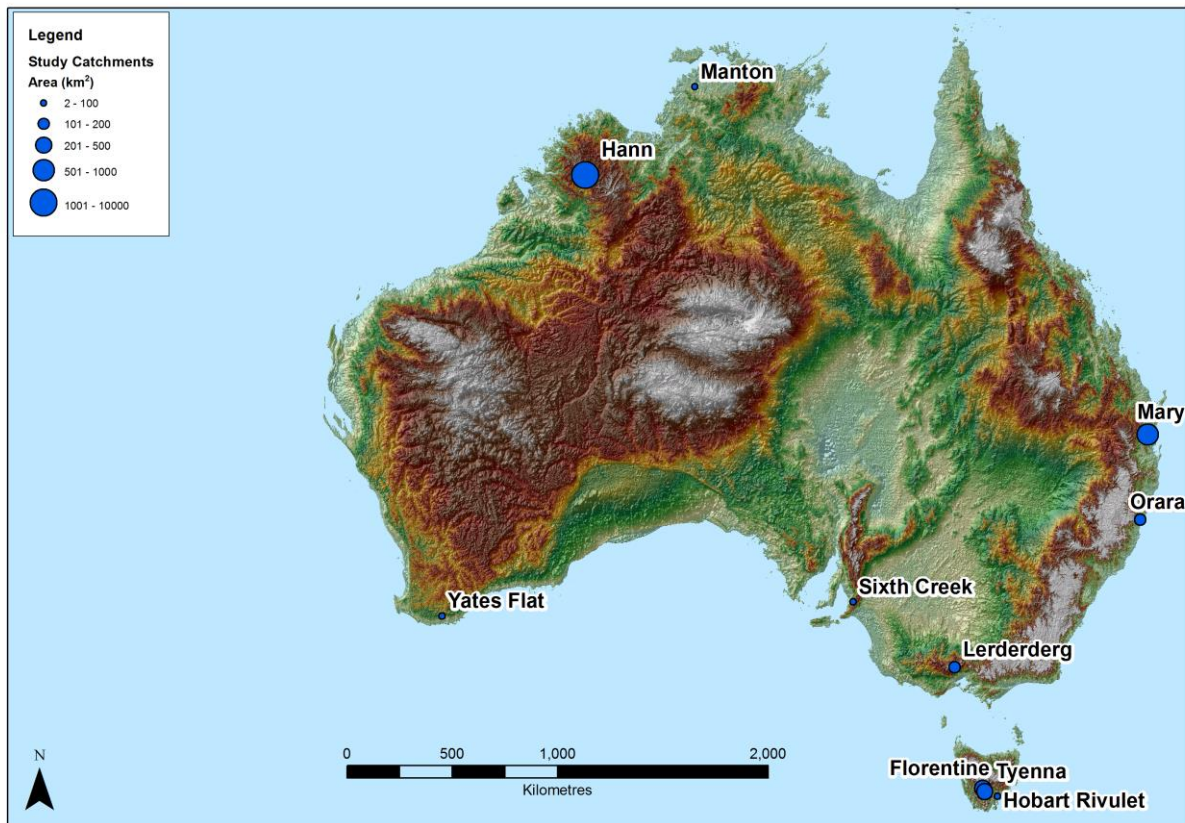 Legend
Study Catchments
Area (km²)
2 - 100
101 - 200
201 - 500
501 - 1000
1001 - 10000
Manton
Hann
Mary
Orara
Sixth Creek
Yates Flat
Lerderderg
N
0 500 1,000 2,000
Kilometres
Florentine Tyenna
Hobart Rivulet